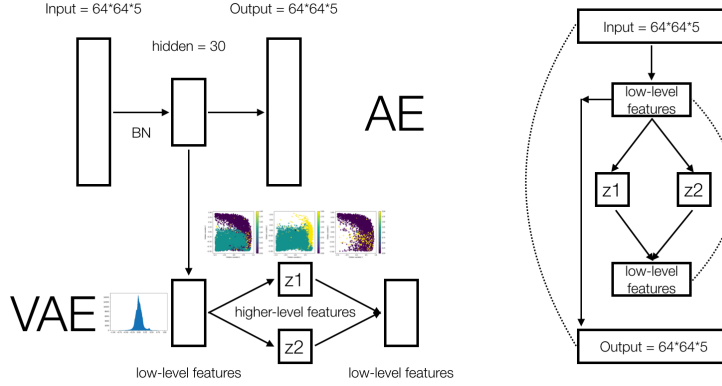 Input = 64*64*5
Output = 64*64*5
hidden = 30
BN
AE
VAE
z1
higher-level features
z2
low-level features
low-level features
Input = 64*64*5
low-level
features
z1
z2
low-level
features
Output = 64*64*5